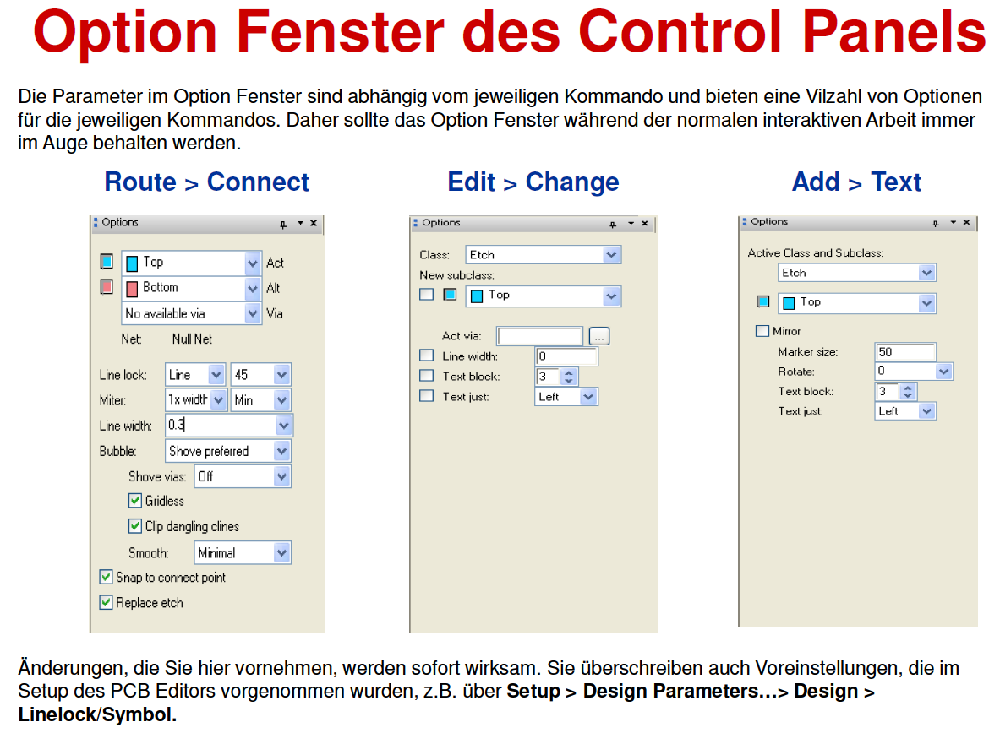 Option Fenster des Control Panels
Die Parameter im Option Fenster sind abhängig vom jeweiligen Kommando und bieten eine Vilzahl von Optionen
für die jeweiligen Kommandos. Daher sollte das Option Fenster während der normalen interaktiven Arbeit immer
im Auge behalten werden.
Route > Connect
Options
Top Act
Bottom Alt
No available via Via
Net: Null Net
Line lock: Line 45
Miter: 1x width Min
Line width: 0.3
Bubble: Shove preferred
Shove vias: Off
Gridless
Clip dangling clines
Smooth: Minimal
Snap to connect point
Replace etch
Edit > Change
Options
Class: Etch
New subclass:
Top
Act via: ...
Line width: 0
Text block: 3
Text just: Left
Add > Text
Options
Active Class and Subclass:
Etch
Top
Mirror
Marker size: 50
Rotate: 0
Text block: 3
Text just: Left
Änderungen, die Sie hier vornehmen, werden sofort wirksam. Sie überschreiben auch Voreinstellungen, die im
Setup des PCB Editors vorgenommen wurden, z.B. über Setup > Design Parameters…> Design >
Linelock/Symbol.